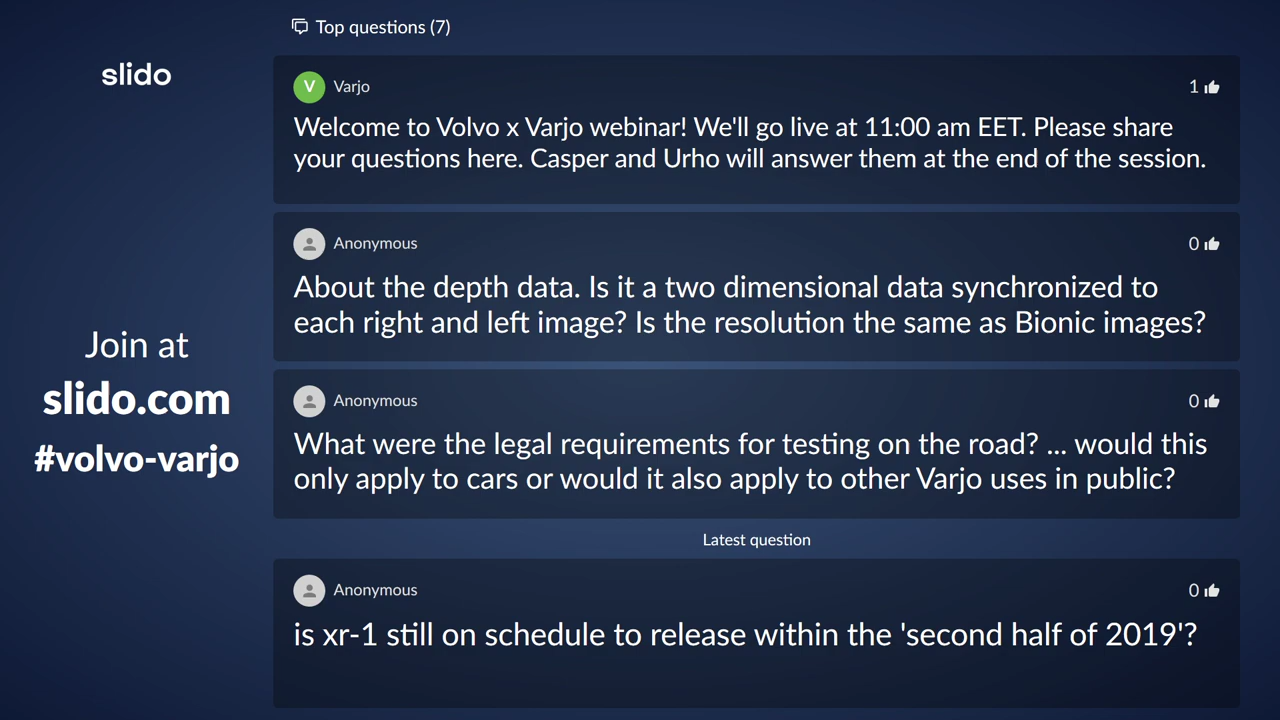 Top questions (7)
slido
V Varjo 1
Welcome to Volvo x Varjo webinar! We'll go live at 11:00 am EET. Please share
your questions here. Casper and Urho will answer them at the end of the session.
Anonymous 0
About the depth data. Is it a two dimensional data synchronized to
each right and left image? Is the resolution the same as Bionic images?
Join at
slido.com
#volvo-varjo
Anonymous 0
What were the legal requirements for testing on the road? ... would this
only apply to cars or would it also apply to other Varjo uses in public?
Latest question
Anonymous 0
is xr-1 still on schedule to release within the 'second half of 2019'?